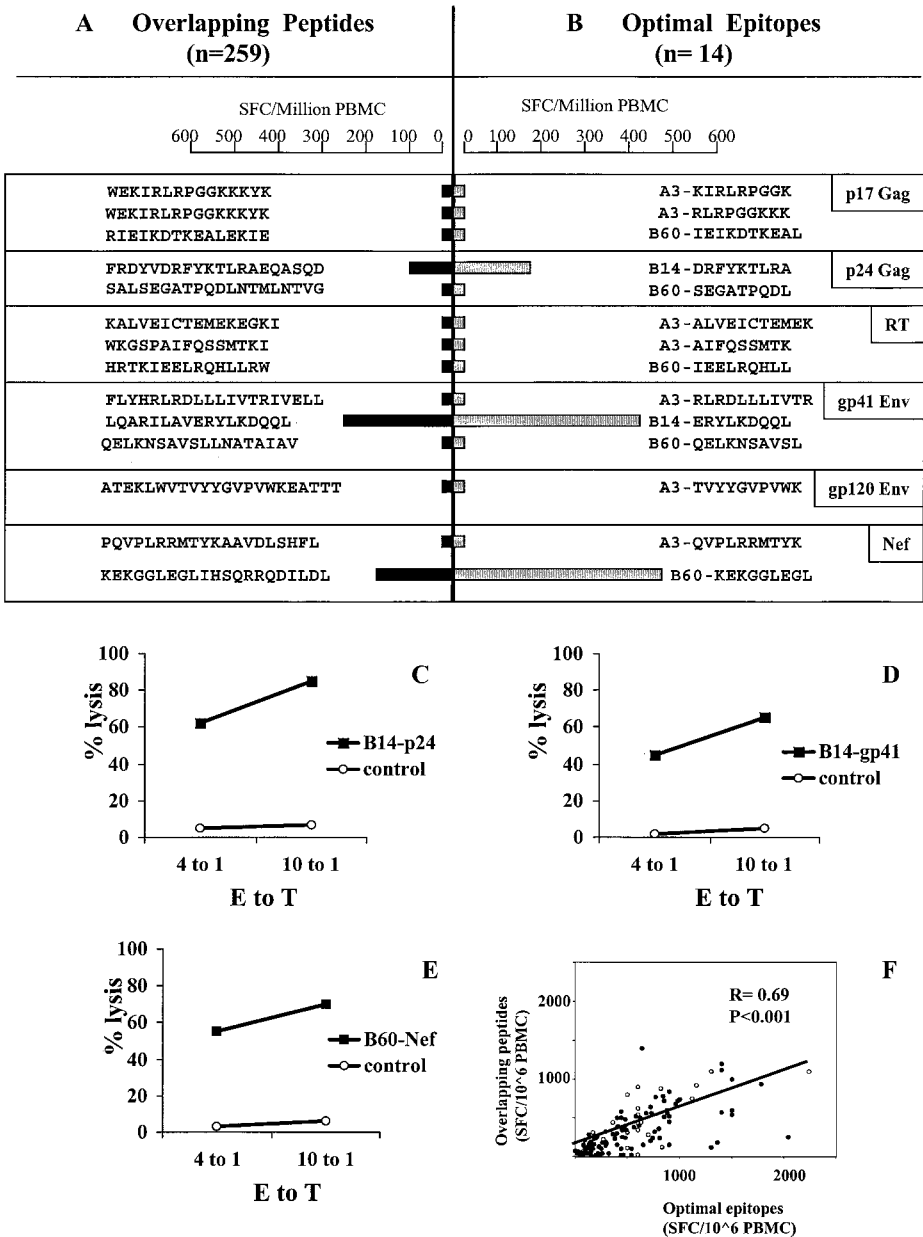 A Overlapping Peptides
(n=259)
B Optimal Epitopes
(n= 14)
SFC/Million PBMC
600 500 400 300 200 100 0
SFC/Million PBMC
0 100 200 300 400 500 600
WEKIRLRPGGKKKYK A3-KIRLRPGGK p17 Gag
WEKIRLRPGGKKKYK A3-RLRPGGKKK
RIEIKDTKEALEKIE B60-IEIKDTKEAL
FRDYVDRFYKTLRAEQASQD B14-DRFYKTLRA p24 Gag
SALSEGATPQDLNTMLNTVG B60-SEGATPQDL
KALVEICTEMEKEGKI A3-ALVEICTEMEK RT
WKGSPAIFQSSMTKI A3-AIFQSSMTK
HRTKIEELRQHLLRW B60-IEELRQHLL
FLYHRLRDLLLIVTRIVELL A3-RLRDLLLIVTR gp41 Env
LQARILAVERYLKDQQL B14-ERYLKDQQL
QELKNSAVSLLNATAIAV B60-QELKNSAVSL
ATEKLWVTVYYGVPVWKEATTT A3-TVYYGVPVWK gp120 Env
PQVPLRRMTYKAAVDLSHFL A3-QVPLRRMTYK Nef
KEKGGLEGLIHSQRRQDILDL B60-KEKGGLEGL
C
% lysis
100
80
60
40
20
0
B14-p24
control
4 to 1 10 to 1
E to T
D
% lysis
100
80
60
40
20
0
B14-gp41
control
4 to 1 10 to 1
E to T
E
% lysis
100
80
60
40
20
0
B60-Nef
control
4 to 1 10 to 1
E to T
F
R= 0.69
P<0.001
Overlapping peptides
(SFC/10^6 PBMC)
2000
1000
1000 2000
Optimal epitopes
(SFC/10^6 PBMC)